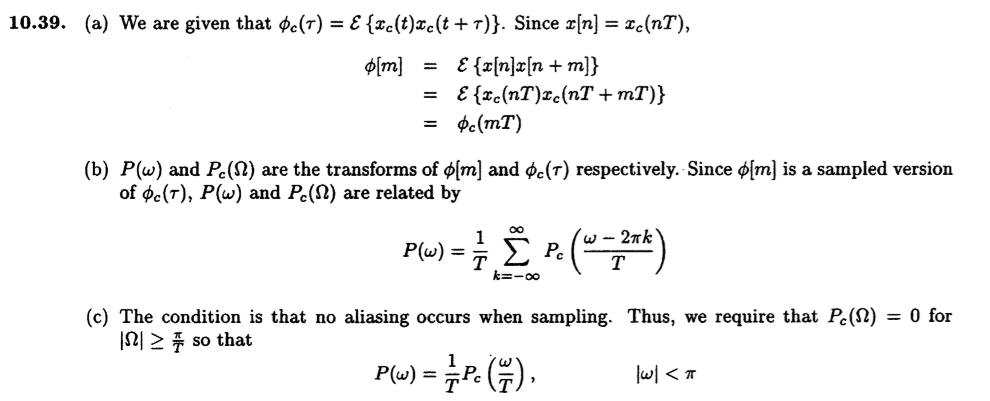 10.39. (a) We are given that ϕ_c(τ) = ℰ {x_c(t)x_c(t + τ)}. Since x[n] = x_c(nT),
ϕ[m] = ℰ {x[n]x[n + m]}
= ℰ {x_c(nT)x_c(nT + mT)}
= ϕ_c(mT)
(b) P(ω) and P_c(Ω) are the transforms of ϕ[m] and ϕ_c(τ) respectively. Since ϕ[m] is a sampled version
of ϕ_c(τ), P(ω) and P_c(Ω) are related by
P(ω) = 1/T ∑_{k=-∞}^{∞} P_c ((ω − 2πk)/T)
(c) The condition is that no aliasing occurs when sampling. Thus, we require that P_c(Ω) = 0 for
|Ω| ≥ π/T so that
P(ω) = 1/T P_c (ω/T), |ω| < π